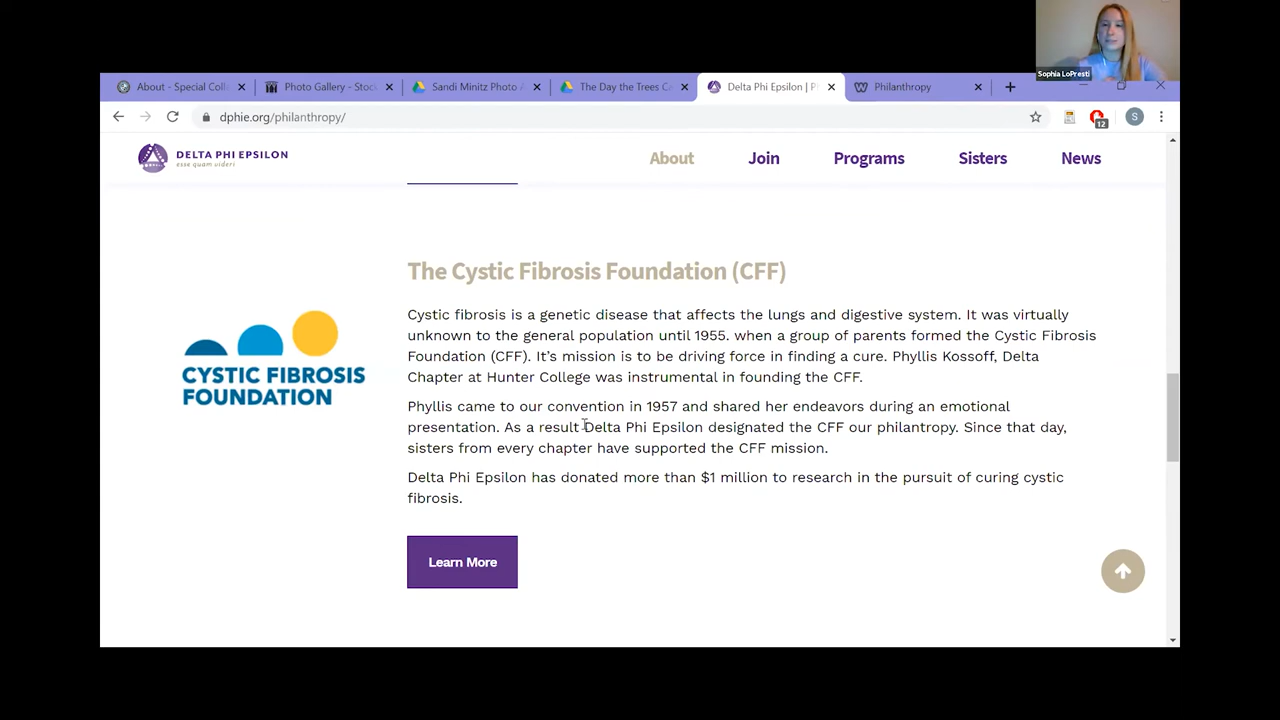 Sophia LoPresti
About - Special Coll
Photo Gallery - Stoc
Sandi Minitz Photo A
The Day the Trees C
Delta Phi Epsilon | P
Philanthropy
dphie.org/philanthropy/
12
S
DELTA PHI EPSILON
esse quam videri
About
Join
Programs
Sisters
News
The Cystic Fibrosis Foundation (CFF)
Cystic fibrosis is a genetic disease that affects the lungs and digestive system. It was virtually
unknown to the general population until 1955. when a group of parents formed the Cystic Fibrosis
Foundation (CFF). It’s mission is to be driving force in finding a cure. Phyllis Kossoff, Delta
Chapter at Hunter College was instrumental in founding the CFF.
CYSTIC FIBROSIS
FOUNDATION
Phyllis came to our convention in 1957 and shared her endeavors during an emotional
presentation. As a result Delta Phi Epsilon designated the CFF our philanthropy. Since that day,
sisters from every chapter have supported the CFF mission.
Delta Phi Epsilon has donated more than $1 million to research in the pursuit of curing cystic
fibrosis.
Learn More